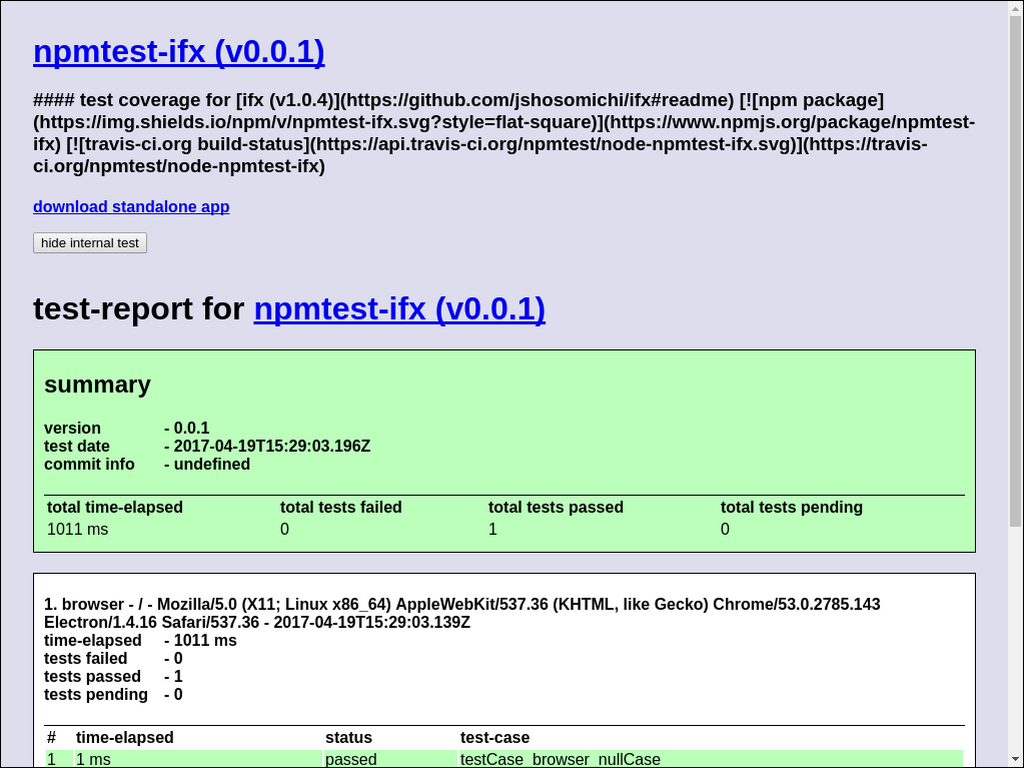 npmtest-ifx (v0.0.1)
#### test coverage for [ifx (v1.0.4)](https://github.com/jshosomichi/ifx#readme) [![npm package]
(https://img.shields.io/npm/v/npmtest-ifx.svg?style=flat-square)](https://www.npmjs.org/package/npmtest-
ifx) [![travis-ci.org build-status](https://api.travis-ci.org/npmtest/node-npmtest-ifx.svg)](https://travis-
ci.org/npmtest/node-npmtest-ifx)
download standalone app
hide internal test
test-report for npmtest-ifx (v0.0.1)
summary
version - 0.0.1
test date - 2017-04-19T15:29:03.196Z
commit info - undefined
total time-elapsed total tests failed total tests passed total tests pending
1011 ms 0 1 0
1. browser - / - Mozilla/5.0 (X11; Linux x86_64) AppleWebKit/537.36 (KHTML, like Gecko) Chrome/53.0.2785.143
Electron/1.4.16 Safari/537.36 - 2017-04-19T15:29:03.139Z
time-elapsed - 1011 ms
tests failed - 0
tests passed - 1
tests pending - 0
# time-elapsed status test-case
1 1 ms passed testCase_browser_nullCase